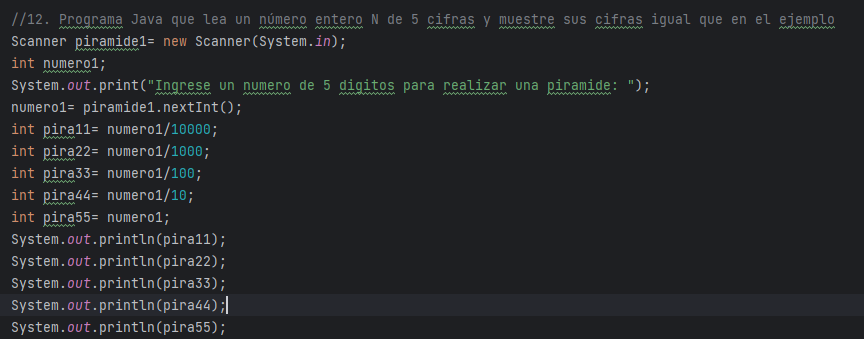 //12. Programa Java que lea un número entero N de 5 cifras y muestre sus cifras igual que en el ejemplo
Scanner piramide1= new Scanner(System.in);
int numero1;
System.out.print("Ingrese un numero de 5 digitos para realizar una piramide: ");
numero1= piramide1.nextInt();
int pira11= numero1/10000;
int pira22= numero1/1000;
int pira33= numero1/100;
int pira44= numero1/10;
int pira55= numero1;
System.out.println(pira11);
System.out.println(pira22);
System.out.println(pira33);
System.out.println(pira44);
System.out.println(pira55);